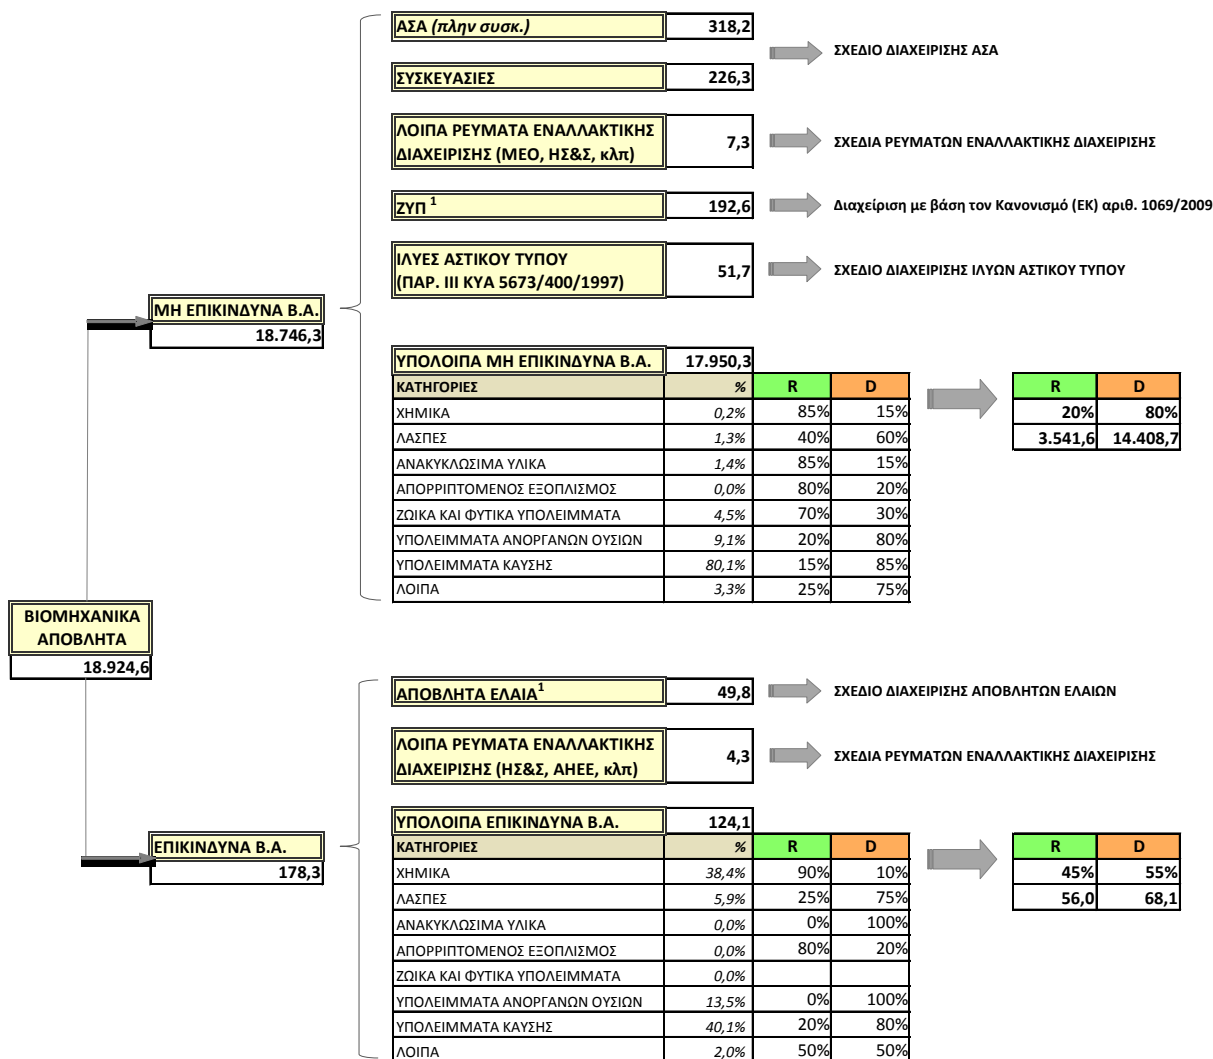 ΑΣΑ (πλην συσκ.) 318,2
ΣΧΕΔΙΟ ΔΙΑΧΕΙΡΙΣΗΣ ΑΣΑ
ΣΥΣΚΕΥΑΣΙΕΣ 226,3
ΛΟΙΠΑ ΡΕΥΜΑΤΑ ΕΝΑΛΛΑΚΤΙΚΗΣ
ΔΙΑΧΕΙΡΙΣΗΣ (ΜΕΟ, ΗΣ&Σ, κλπ) 7,3 ΣΧΕΔΙΑ ΡΕΥΜΑΤΩΝ ΕΝΑΛΛΑΚΤΙΚΗΣ ΔΙΑΧΕΙΡΙΣΗΣ
ΖΥΠ 1 192,6 Διαχείριση με βάση τον Κανονισμό (ΕΚ) αριθ. 1069/2009
ΙΛΥΕΣ ΑΣΤΙΚΟΥ ΤΥΠΟΥ
(ΠΑΡ. ΙΙΙ ΚΥΑ 5673/400/1997) 51,7 ΣΧΕΔΙΟ ΔΙΑΧΕΙΡΙΣΗΣ ΙΛΥΩΝ ΑΣΤΙΚΟΥ ΤΥΠΟΥ
ΜΗ ΕΠΙΚΙΝΔΥΝΑ Β.Α.
18.746,3
ΥΠΟΛΟΙΠΑ ΜΗ ΕΠΙΚΙΝΔΥΝΑ Β.Α. 17.950,3
ΚΑΤΗΓΟΡΙΕΣ % R D
ΧΗΜΙΚΑ 0,2% 85% 15%
ΛΑΣΠΕΣ 1,3% 40% 60%
ΑΝΑΚΥΚΛΩΣΙΜΑ ΥΛΙΚΑ 1,4% 85% 15%
ΑΠΟΡΡΙΠΤΟΜΕΝΟΣ ΕΞΟΠΛΙΣΜΟΣ 0,0% 80% 20%
ΖΩΙΚΑ ΚΑΙ ΦΥΤΙΚΑ ΥΠΟΛΕΙΜΜΑΤΑ 4,5% 70% 30%
ΥΠΟΛΕΙΜΜΑΤΑ ΑΝΟΡΓΑΝΩΝ ΟΥΣΙΩΝ 9,1% 20% 80%
ΥΠΟΛΕΙΜΜΑΤΑ ΚΑΥΣΗΣ 80,1% 15% 85%
ΛΟΙΠΑ 3,3% 25% 75%
R D
20% 80%
3.541,6 14.408,7
ΒΙΟΜΗΧΑΝΙΚΑ
ΑΠΟΒΛΗΤΑ
18.924,6
ΑΠΟΒΛΗΤΑ ΕΛΑΙΑ1 49,8 ΣΧΕΔΙΟ ΔΙΑΧΕΙΡΙΣΗΣ ΑΠΟΒΛΗΤΩΝ ΕΛΑΙΩΝ
ΛΟΙΠΑ ΡΕΥΜΑΤΑ ΕΝΑΛΛΑΚΤΙΚΗΣ
ΔΙΑΧΕΙΡΙΣΗΣ (ΗΣ&Σ, ΑΗΕΕ, κλπ) 4,3 ΣΧΕΔΙΑ ΡΕΥΜΑΤΩΝ ΕΝΑΛΛΑΚΤΙΚΗΣ ΔΙΑΧΕΙΡΙΣΗΣ
ΕΠΙΚΙΝΔΥΝΑ Β.Α.
178,3
ΥΠΟΛΟΙΠΑ ΕΠΙΚΙΝΔΥΝΑ Β.Α. 124,1
ΚΑΤΗΓΟΡΙΕΣ % R D
ΧΗΜΙΚΑ 38,4% 90% 10%
ΛΑΣΠΕΣ 5,9% 25% 75%
ΑΝΑΚΥΚΛΩΣΙΜΑ ΥΛΙΚΑ 0,0% 0% 100%
ΑΠΟΡΡΙΠΤΟΜΕΝΟΣ ΕΞΟΠΛΙΣΜΟΣ 0,0% 80% 20%
ΖΩΙΚΑ ΚΑΙ ΦΥΤΙΚΑ ΥΠΟΛΕΙΜΜΑΤΑ 0,0%
ΥΠΟΛΕΙΜΜΑΤΑ ΑΝΟΡΓΑΝΩΝ ΟΥΣΙΩΝ 13,5% 0% 100%
ΥΠΟΛΕΙΜΜΑΤΑ ΚΑΥΣΗΣ 40,1% 20% 80%
ΛΟΙΠΑ 2,0% 50% 50%
R D
45% 55%
56,0 68,1